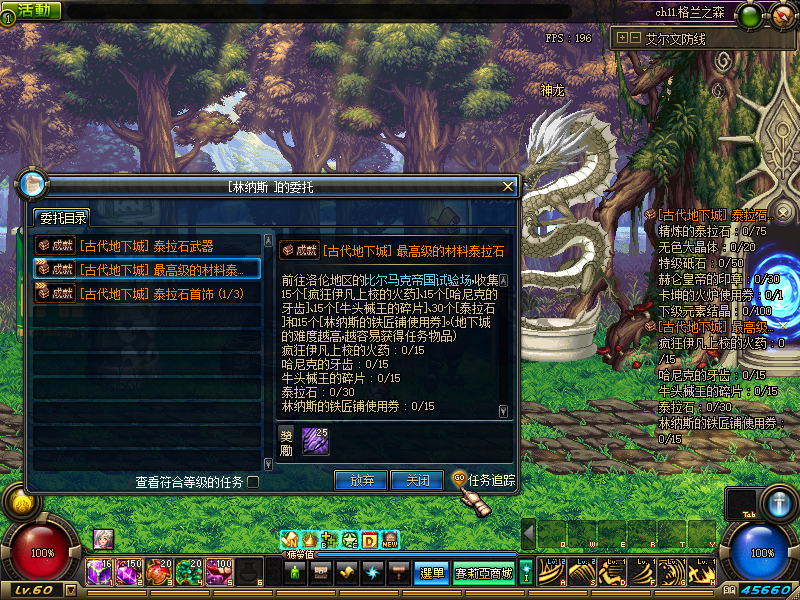 活動
ch11.格兰之森
FPS : 196
艾尔文防线
神龙
[林纳斯 ]的委托
委托目录
成就 [古代地下城] 泰拉石武器
成就 [古代地下城] 最高级的材料泰...
成就 [古代地下城] 泰拉石首饰 (1/3)
成就 [古代地下城] 最高级的材料泰拉石
前往洛伦地区的比尔马克帝国试验场,收集
15个[疯狂伊凡上校的火药],15个[哈尼克的
牙齿],15个[牛头械王的碎片],30个[泰拉石
]和15个[林纳斯的铁匠铺使用券]。(地下城
的难度越高,越容易获得任务物品)
疯狂伊凡上校的火药 : 0/15
哈尼克的牙齿 : 0/15
牛头械王的碎片 : 0/15
泰拉石 : 0/30
林纳斯的铁匠铺使用券 : 0/15
奖励
25
查看符合等级的任务
放弃
关闭
GO 任务追踪
[古代地下城] 泰拉石...
精炼的泰拉石 : 0/75
无色大晶体 : 0/20
特级砥石 : 0/50
赫仑皇帝的印章 : 0/30
卡坤的火炉使用券 : 0/1
下级元素结晶 : 0/100
[古代地下城] 最高级...
疯狂伊凡上校的火药 : 0
/15
哈尼克的牙齿 : 0/15
牛头械王的碎片 : 0/15
泰拉石 : 0/30
林纳斯的铁匠铺使用券 :
0/15
Tab
Q W E R T Y
100%
疲劳值
NEW
選單
賽莉亞商城
100%
Lv.60
SP 45660